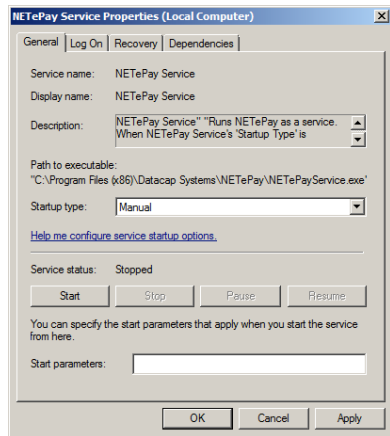 NETePay Service Properties (Local Computer)
General Log On Recovery Dependencies
Service name: NETePay Service
Display name: NETePay Service
Description: NETePay Service" "Runs NETePay as a service.
When NETePay Service's 'Startup Type' is
Path to executable:
"C:\Program Files (x86)\Datacap Systems\NETePay\NETePayService.exe"
Startup type: Manual
Help me configure service startup options.
Service status: Stopped
Start Stop Pause Resume
You can specify the start parameters that apply when you start the service
from here.
Start parameters:
OK Cancel Apply